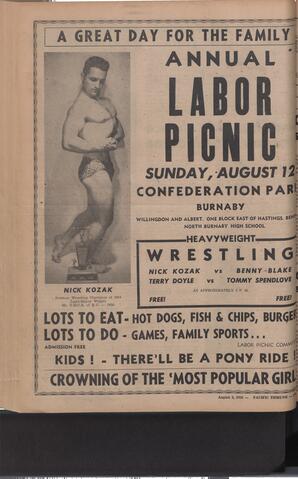 A GREAT DAY FOR THE FAMILY
ANNUAL
LABOR
PICNIC
SUNDAY, AUGUST 12
CONFEDERATION PAR
BURNABY
WILLINGDON AND ALBERT. ONE BLOCK EAST OF HASTINGS.
NORTH BURNABY HIGH SCHOOL
HEAVYWEIGHT
WRESTLING
NICK KOZAK vs BENNY BLAKE
TERRY DOYLE vs TOMMY SPENDLOVE
AT APPROXIMATELY
FREE! FREE!
NICK KOZAK
LOTS TO EAT - HOT DOGS, FISH & CHIPS, BURGE
LOTS TO DO - GAMES, FAMILY SPORTS...
ADMISSION FREE
LABOR PICNIC COMM
KIDS! - THERE'LL BE A PONY RIDE!
CROWNING OF THE 'MOST POPULAR GIRL
PACIFIC TRIBUNE